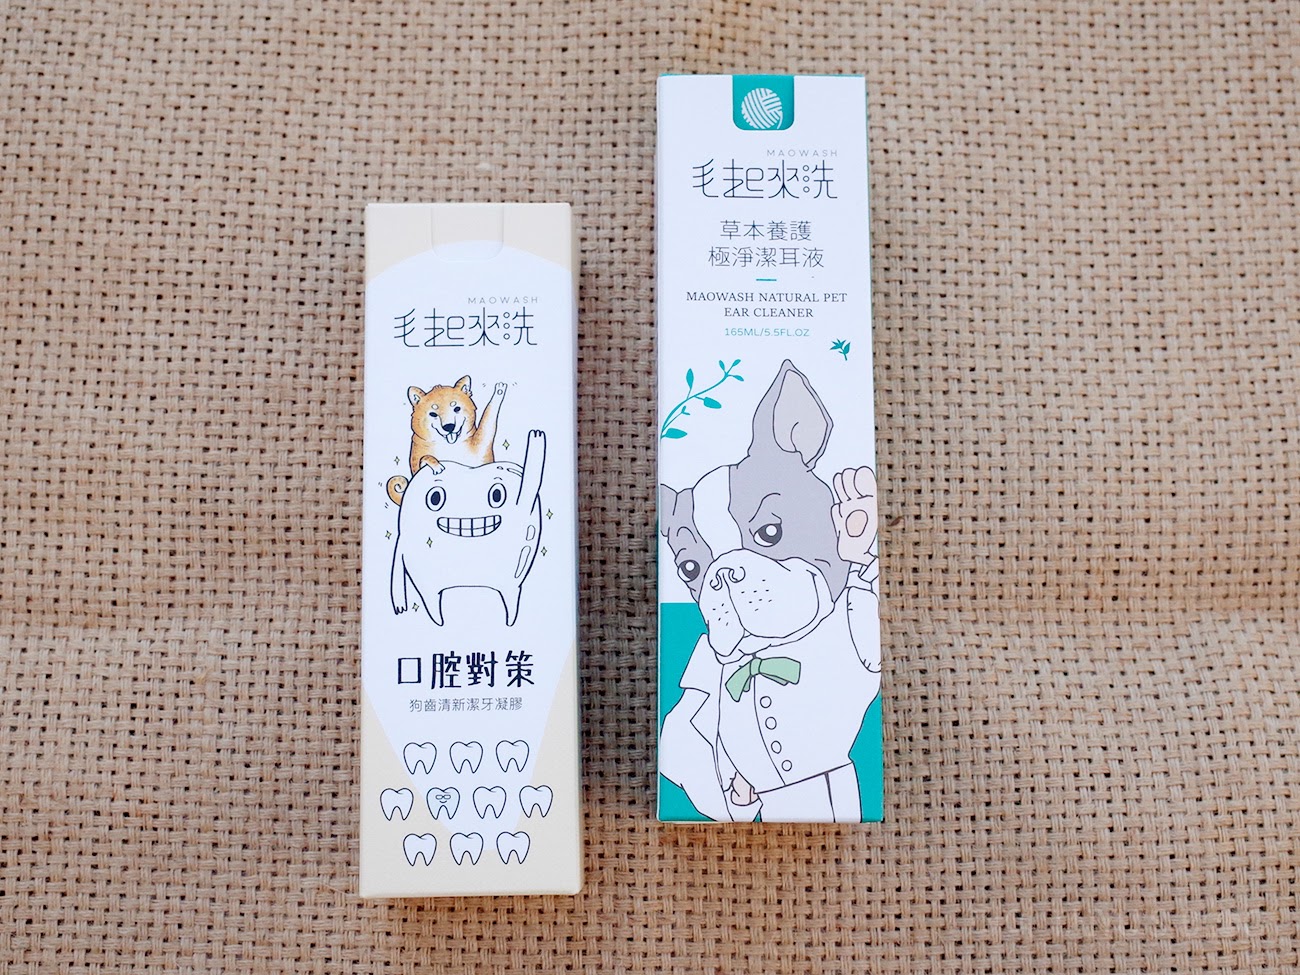 MAOWASH
毛起來洗
口腔對策
狗齒清新潔牙凝膠
MAOWASH
毛起來洗
草本養護
極淨潔耳液
MAOWASH NATURAL PET
EAR CLEANER
165ML/5.5FL.OZ